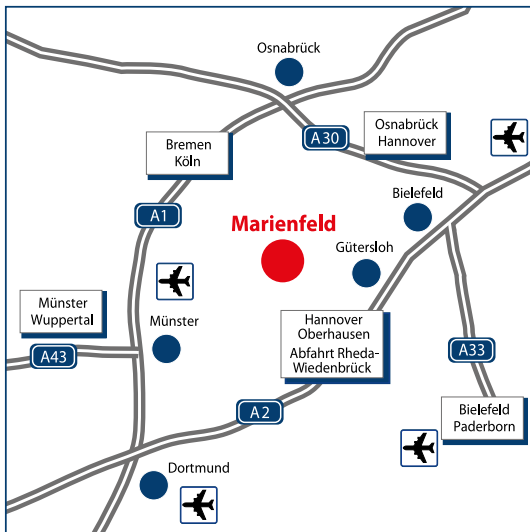 Osnabrück
Bremen
Köln
A30
Osnabrück
Hannover
A1
Marienfeld
Bielefeld
Gütersloh
Münster
Wuppertal
Münster
A43
Hannover
Oberhausen
Abfahrt Rheda-
Wiedenbrück
A33
A2
Bielefeld
Paderborn
Dortmund